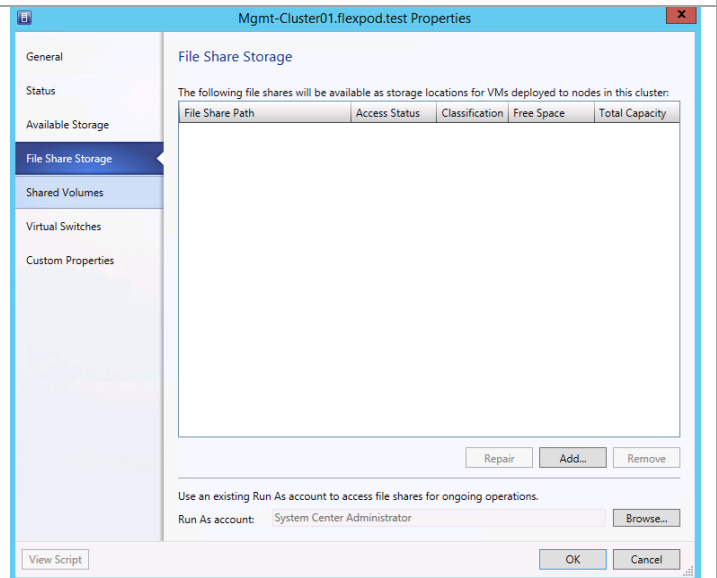 Mgmt-Cluster01.flexpod.test Properties
x
General
Status
Available Storage
File Share Storage
Shared Volumes
Virtual Switches
Custom Properties
File Share Storage
The following file shares will be available as storage locations for VMs deployed to nodes in this cluster:
File Share Path Access Status Classification Free Space Total Capacity
Repair Add... Remove
Use an existing Run As account to access file shares for ongoing operations.
Run As account: System Center Administrator Browse...
View Script OK Cancel